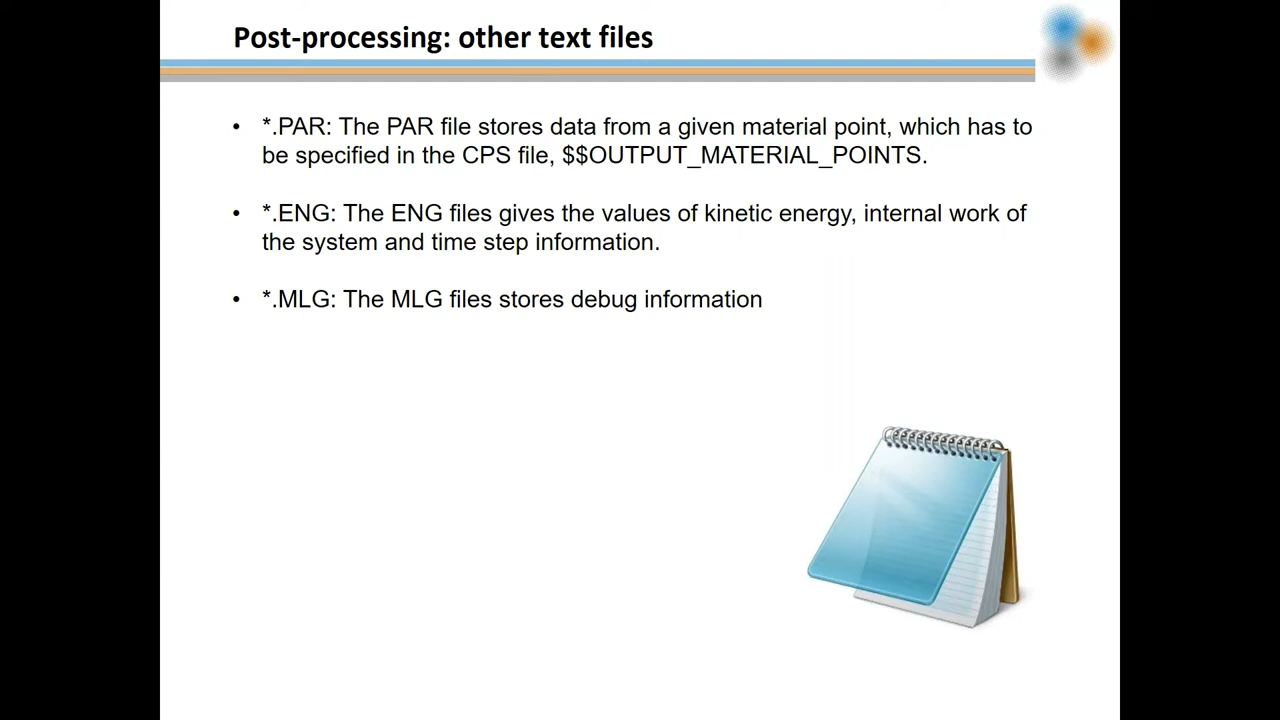 Post-processing: other text files
• *.PAR: The PAR file stores data from a given material point, which has to
be specified in the CPS file, $$OUTPUT_MATERIAL_POINTS.
• *.ENG: The ENG files gives the values of kinetic energy, internal work of
the system and time step information.
• *.MLG: The MLG files stores debug information